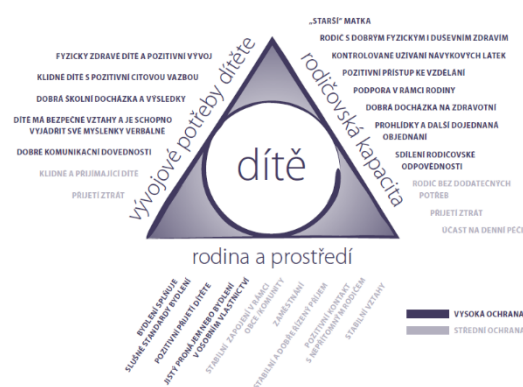 „STARŠÍ“ MATKA
RODIČ S DOBRÝM FYZICKÝM I DUŠEVNÍM ZDRAVÍM
KONTROLOVANÉ UŽÍVÁNÍ NÁVYKOVÝCH LÁTEK
POZITIVNÍ PŘÍSTUP KE VZDĚLÁNÍ
PODPORA V RÁMCI RODINY
DOBRÁ DOCHÁZKA NA ZDRAVOTNÍ
PROHLÍDKY A DALŠÍ DOJEDNANÁ
OBJEDNÁNÍ
SDÍLENÍ RODIČOVSKÉ
ODPOVĚDNOSTI
RODIČ BEZ DODATEČNÝCH
POTŘEB
PŘIJETÍ ZTRÁT
ÚČAST NA DENNÍ PÉČI
FYZICKY ZDRAVÉ DÍTĚ A POZITIVNÍ VÝVOJ
KLIDNÉ DÍTĚ S POZITIVNÍ CITOVOU VAZBOU
DOBRÁ ŠKOLNÍ DOCHÁZKA A VÝSLEDKY
DÍTĚ MÁ BEZPEČNÉ VZTAHY A JE SCHOPNO
VYJÁDŘIT SVÉ MYŠLENKY VERBÁLNĚ
DOBRÉ KOMUNIKAČNÍ DOVEDNOSTI
KLIDNÉ A PŘIJÍMAJÍCÍ DÍTĚ
PŘIJETÍ ZTRÁT
vývojové potřeby dítěte
rodičovská kapacita
dítě
rodina a prostředí
BYDLENÍ SPLŇUJE
SLUŠNÉ STANDARDY BYDLENÍ
POZITIVNÍ PŘIJETÍ DÍTĚTE
JISTÝ PRONÁJEM NEBO BYDLENÍ
V OSOBNÍM VLASTNICTVÍ
STABILNÍ ZAPOJENÍ V RÁMCI
OBCE/KOMUNITY
ZAMĚSTNÁNÍ
STABILNÍ A DOBŘE ŘÍZENÝ PŘÍJEM
POZITIVNÍ KONTAKT
S NEPŘÍTOMNÝM RODIČEM
STABILNÍ VZTAHY
VYSOKÁ OCHRANA
STŘEDNÍ OCHRANA